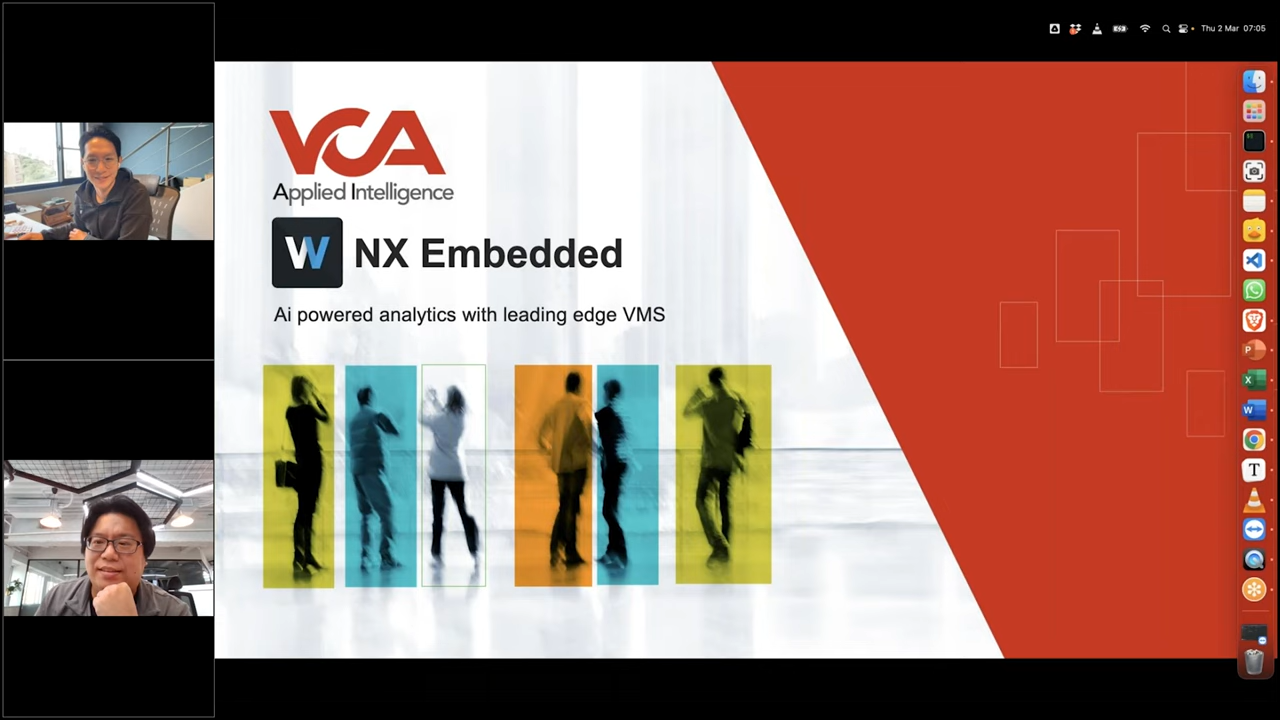 Thu 2 Mar 07:05
VCA
Applied Intelligence
W NX Embedded
Ai powered analytics with leading edge VMS
P
X
W
T